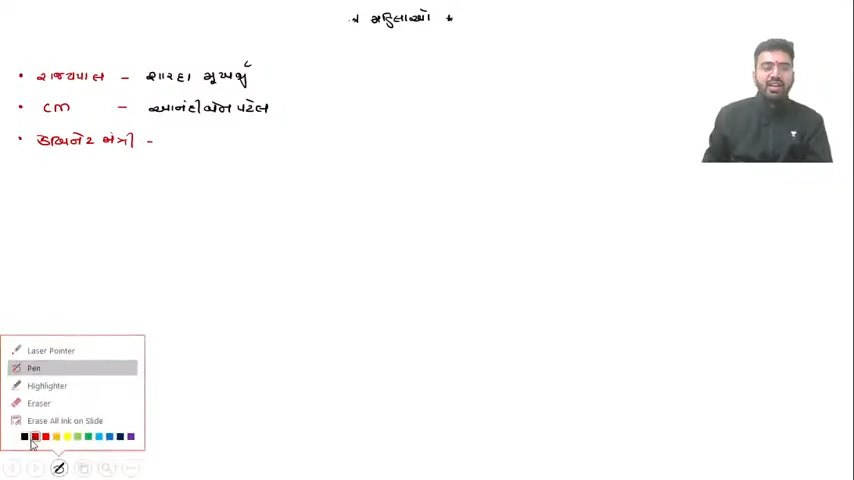 * મહિલાઓ *
• રાજ્યપાલ - શારદા મુખર્જી
• CM - આનંદીબેન પટેલ
• કેબિનેટ મંત્રી -
Laser Pointer
Pen
Highlighter
Eraser
Erase All Ink on Slide